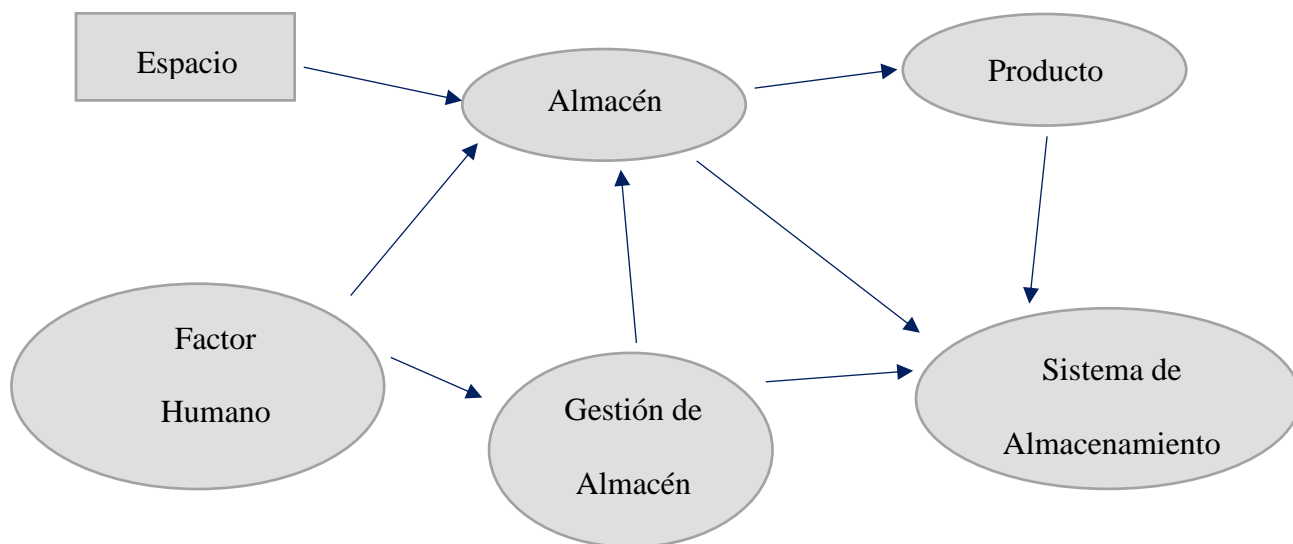 Espacio
Almacén
Producto
Factor
Humano
Gestión de
Almacén
Sistema de
Almacenamiento